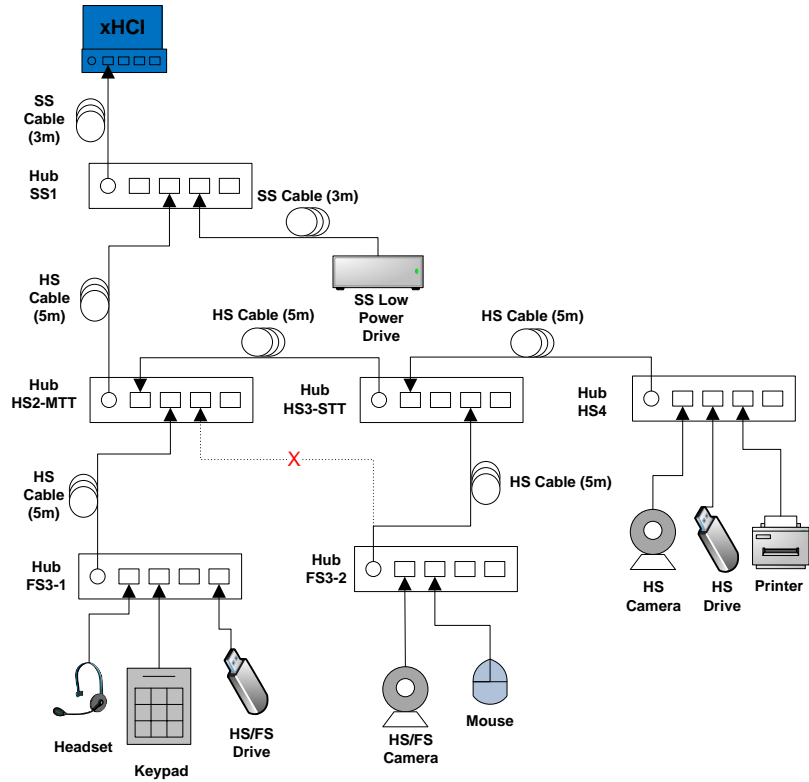 xHCI
SS
Cable
(3m)
Hub
SS1
SS Cable (3m)
HS
Cable
(5m)
SS Low
Power
Drive
HS Cable (5m)
HS Cable (5m)
Hub
HS2-MTT
Hub
HS3-STT
Hub
HS4
X
HS
Cable
(5m)
HS Cable (5m)
Hub
FS3-1
Hub
FS3-2
HS
Camera
HS
Drive
Printer
Headset
Keypad
HS/FS
Drive
HS/FS
Camera
Mouse